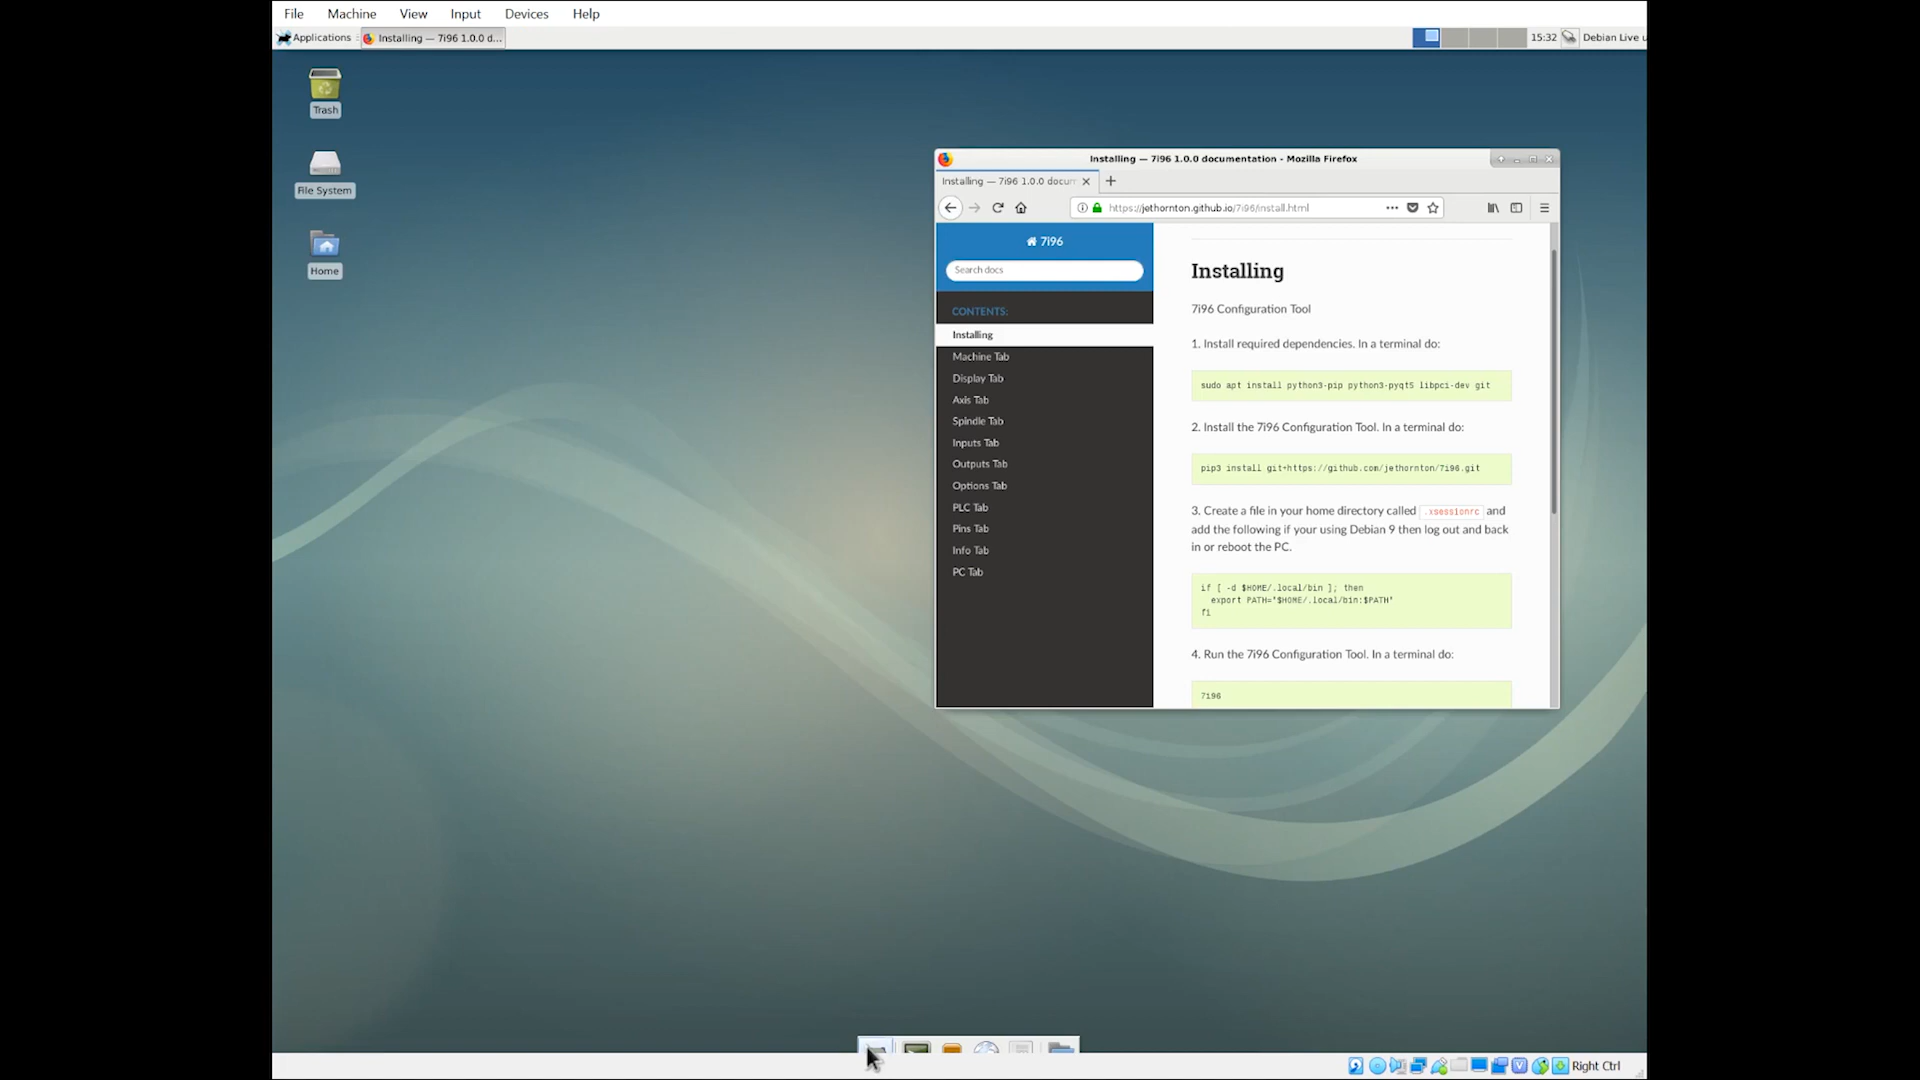 File Machine View Input Devices Help
Applications Installing — 7i96 1.0.0 d... 15:32 Debian Live u
Trash
File System
Home
Installing — 7i96 1.0.0 documentation - Mozilla Firefox
Installing — 7i96 1.0.0 docum
https://jethornton.github.io/7i96/install.html
7i96
Search docs
CONTENTS:
Installing
Machine Tab
Display Tab
Axis Tab
Spindle Tab
Inputs Tab
Outputs Tab
Options Tab
PLC Tab
Pins Tab
Info Tab
PC Tab
Installing
7i96 Configuration Tool
1. Install required dependencies. In a terminal do:
sudo apt install python3-pip python3-pyqt5 libpci-dev git
2. Install the 7i96 Configuration Tool. In a terminal do:
pip3 install git+https://github.com/jethornton/7i96.git
3. Create a file in your home directory called .xsessionrc and
add the following if your using Debian 9 then log out and back
in or reboot the PC.
if [ -d $HOME/.local/bin ]; then
export PATH="$HOME/.local/bin:$PATH"
fi
4. Run the 7i96 Configuration Tool. In a terminal do:
7i96
Right Ctrl